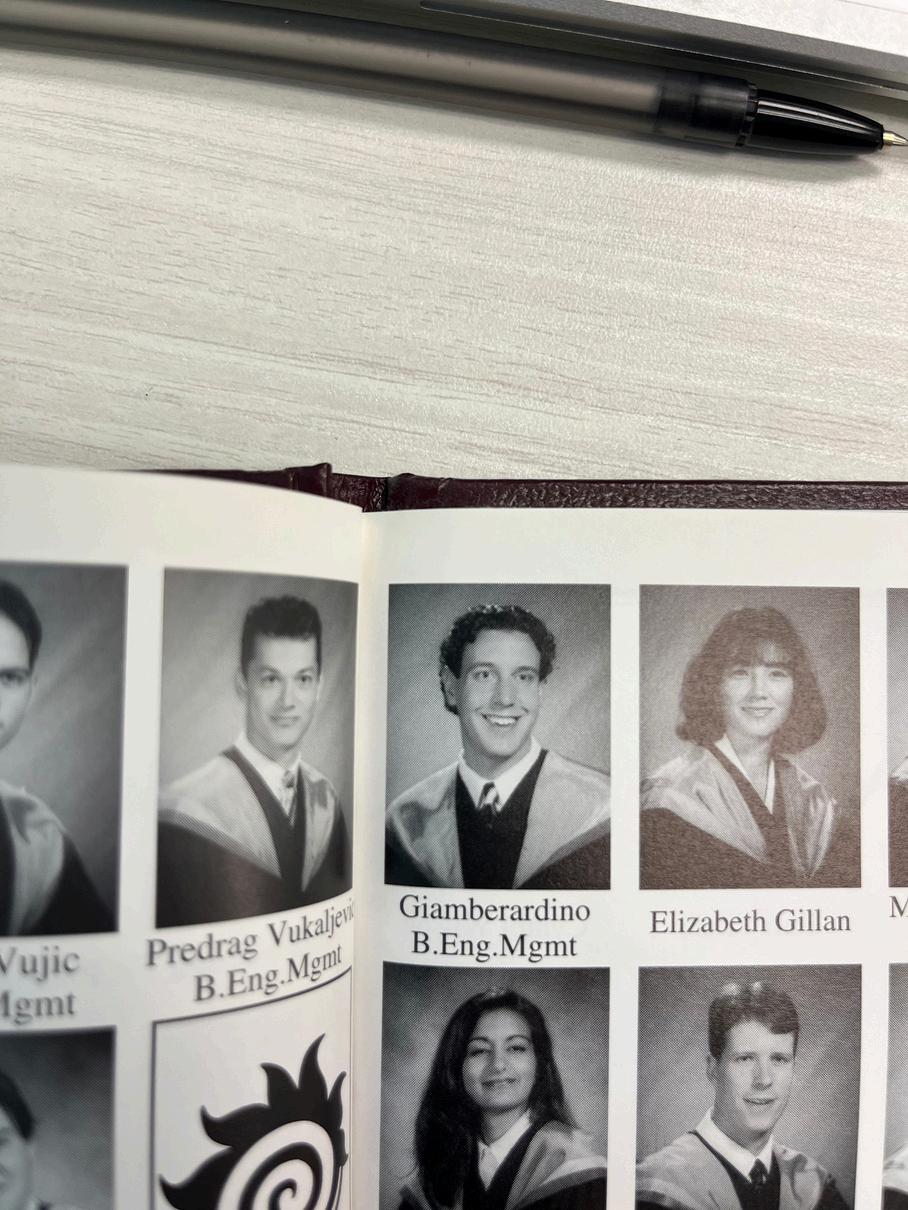 Vujic
Mgmt
Predrag Vukaljevic
B.Eng.Mgmt
Giamberardino
B.Eng.Mgmt
Elizabeth Gillan
M